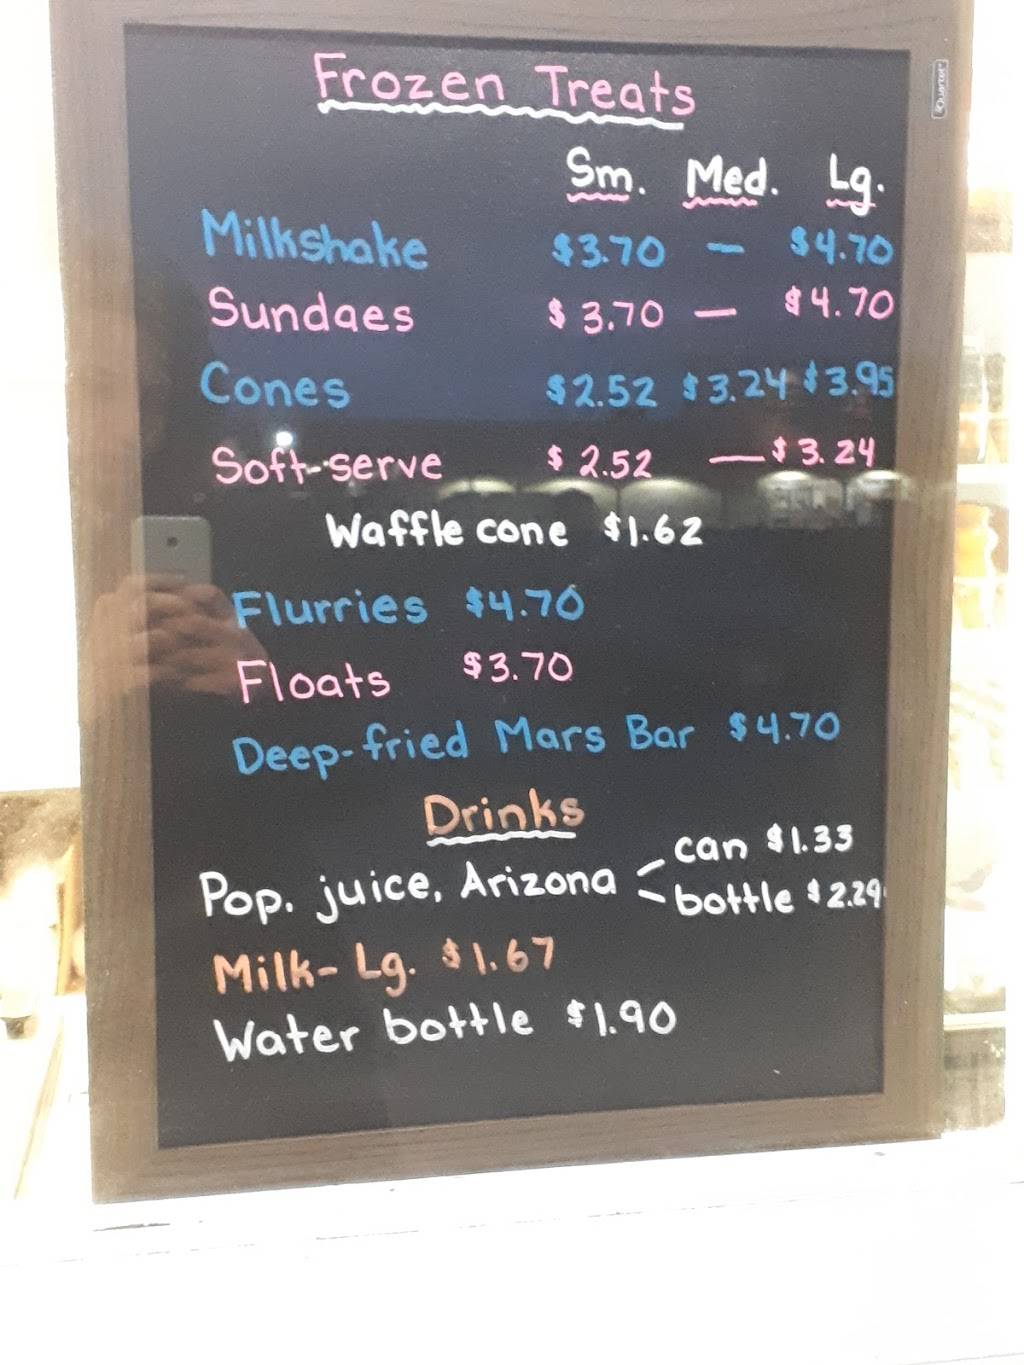 Quartet
Frozen Treats
Sm. Med. Lg.
Milkshake $3.70 — $4.70
Sundaes $3.70 — $4.70
Cones $2.52 $3.24 $3.95
Soft-serve $2.52 — $3.24
Waffle cone $1.62
Flurries $4.70
Floats $3.70
Deep-fried Mars Bar $4.70
Drinks
Pop. juice, Arizona
can $1.33
bottle $2.29
Milk- Lg. $1.67
Water bottle $1.90